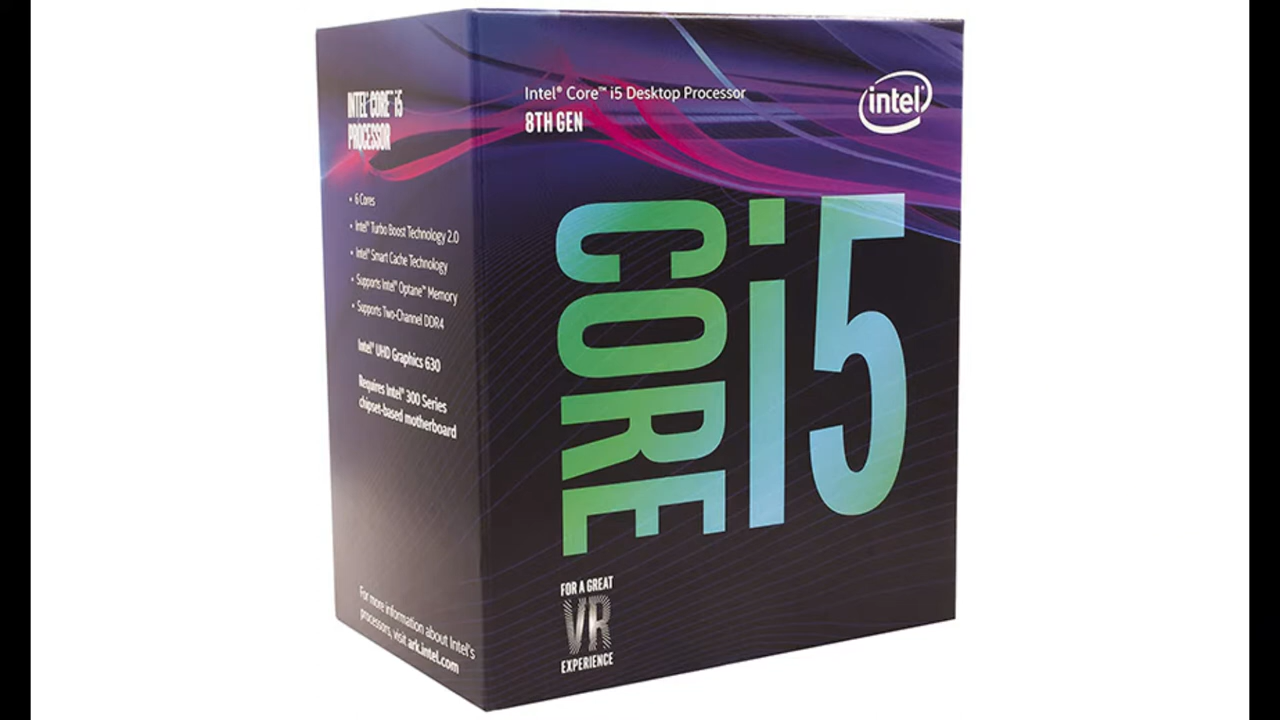 INTEL® CORE™ i5
PROCESSOR
• 6 Cores
• Intel® Turbo Boost Technology 2.0
• Intel® Smart Cache Technology
• Supports Intel® Optane™ Memory
• Supports Two-Channel DDR4
Intel® UHD Graphics 630
Requires Intel® 300 Series
chipset-based motherboard
For more information about Intel's
processors, visit ark.intel.com
Intel® Core™ i5 Desktop Processor
8TH GEN
intel®
CORE i5
FOR A GREAT
VR
EXPERIENCE